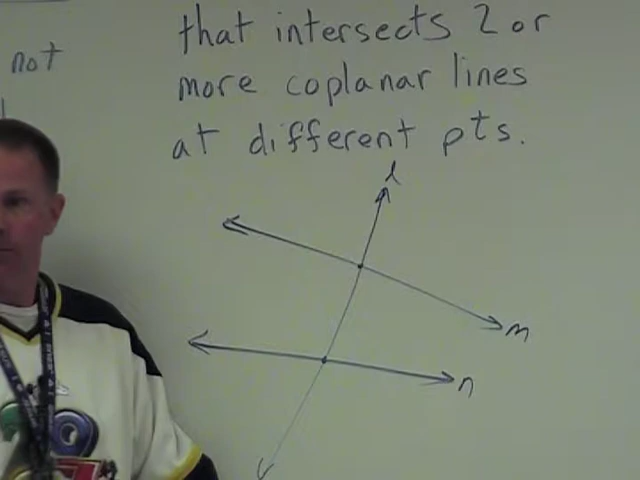 not
that intersects 2 or
more coplanar lines
at different pts.
l
m
n